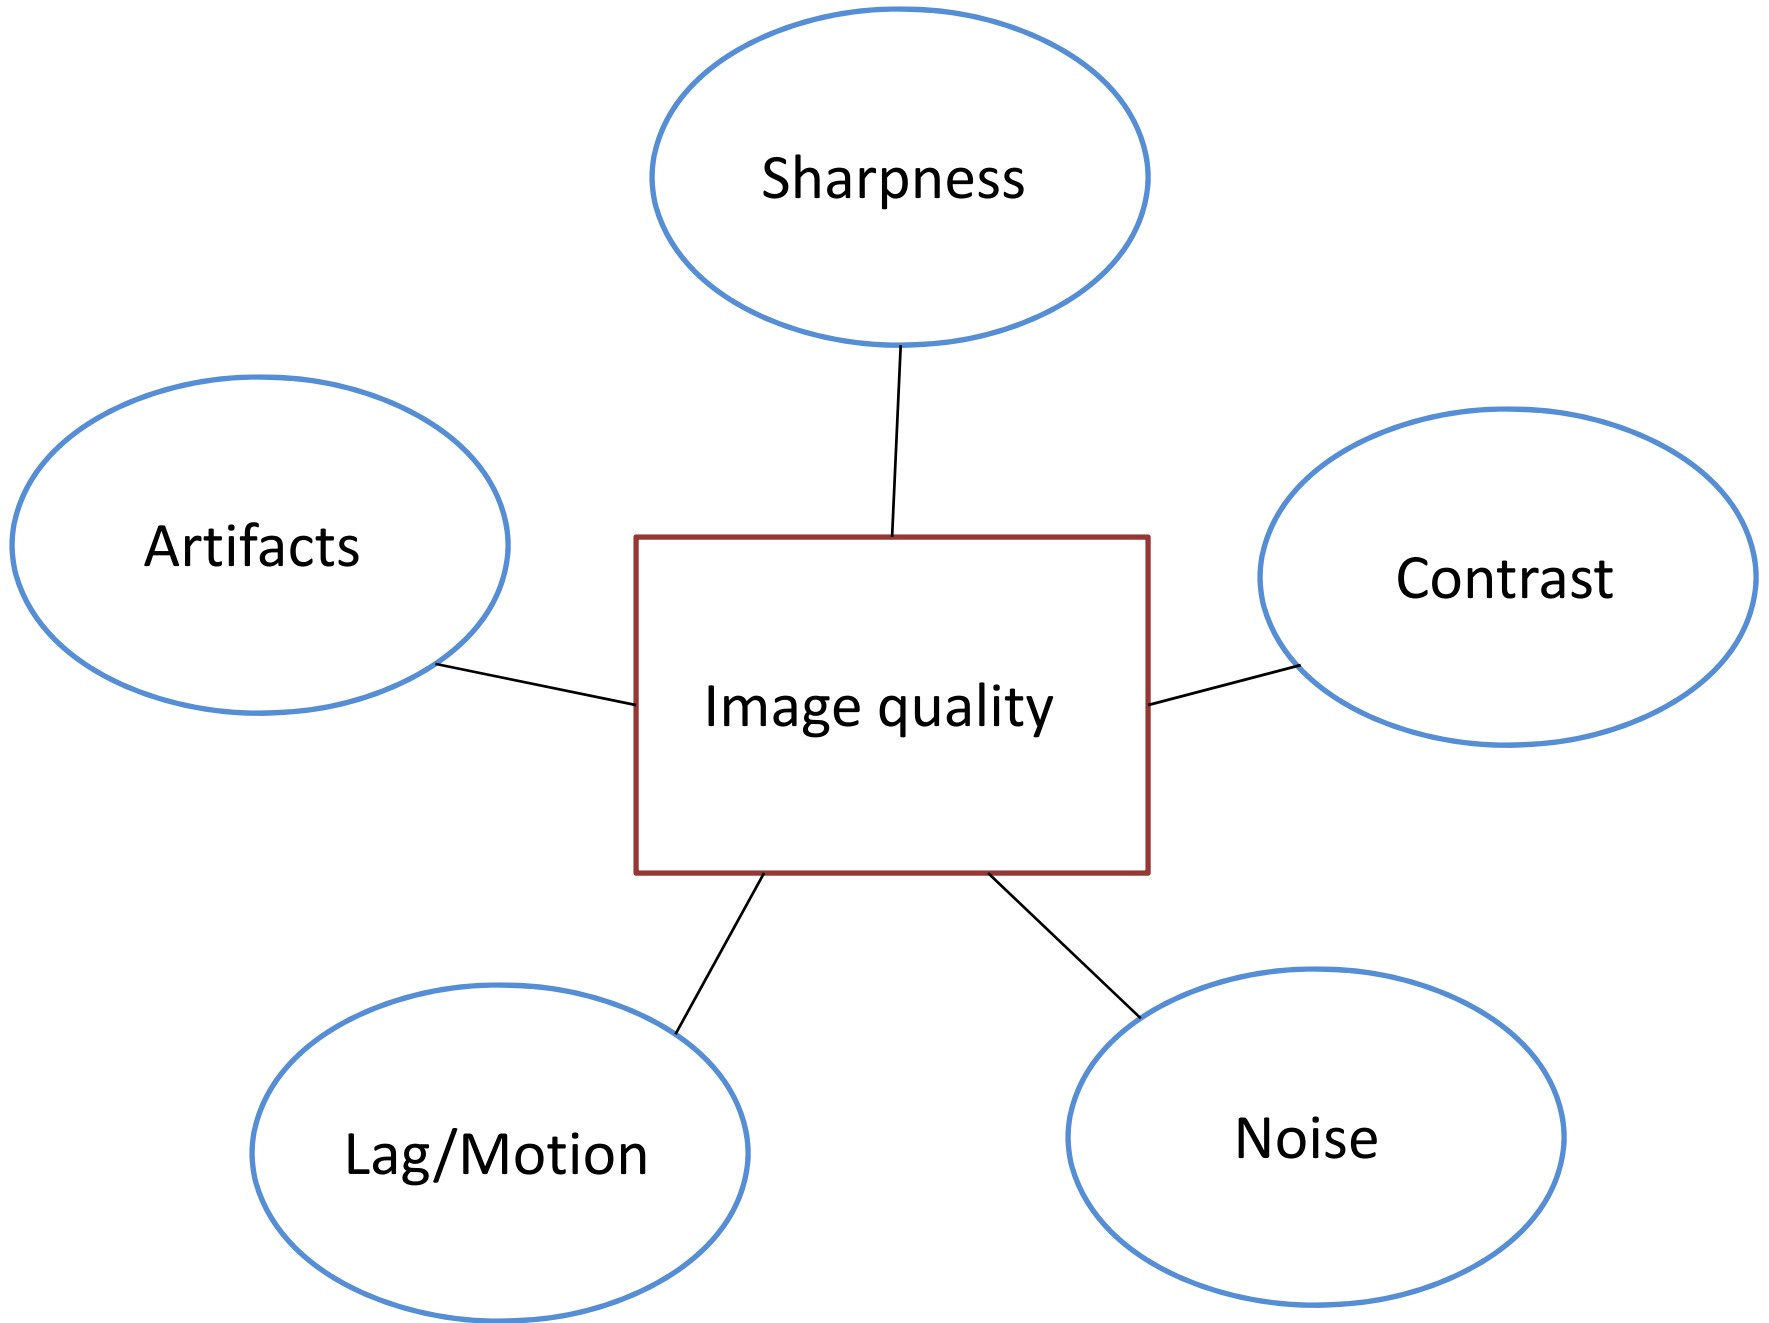 Sharpness
Artifacts
Contrast
Image quality
Lag/Motion
Noise